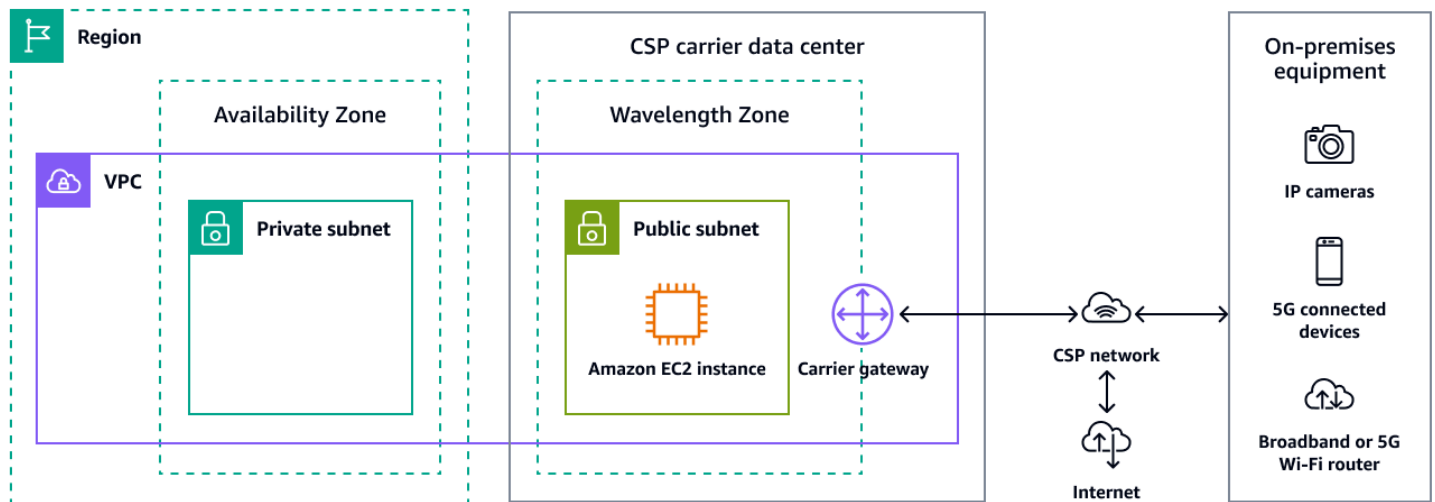 Region
CSP carrier data center
On-premises
equipment
Availability Zone
Wavelength Zone
VPC
IP cameras
Private subnet
Public subnet
5G connected
devices
Amazon EC2 instance
Carrier gateway
CSP network
Broadband or 5G
Wi-Fi router
Internet